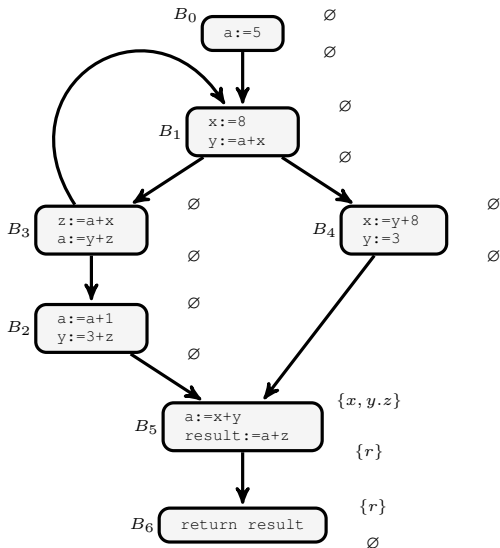 B0
a:=5
∅
∅
B1
x:=8
y:=a+x
∅
∅
B3
z:=a+x
a:=y+z
∅
∅
B4
x:=y+8
y:=3
∅
∅
B2
a:=a+1
y:=3+z
∅
∅
B5
a:=x+y
result:=a+z
{x, y.z}
{r}
B6
return result
{r}
∅